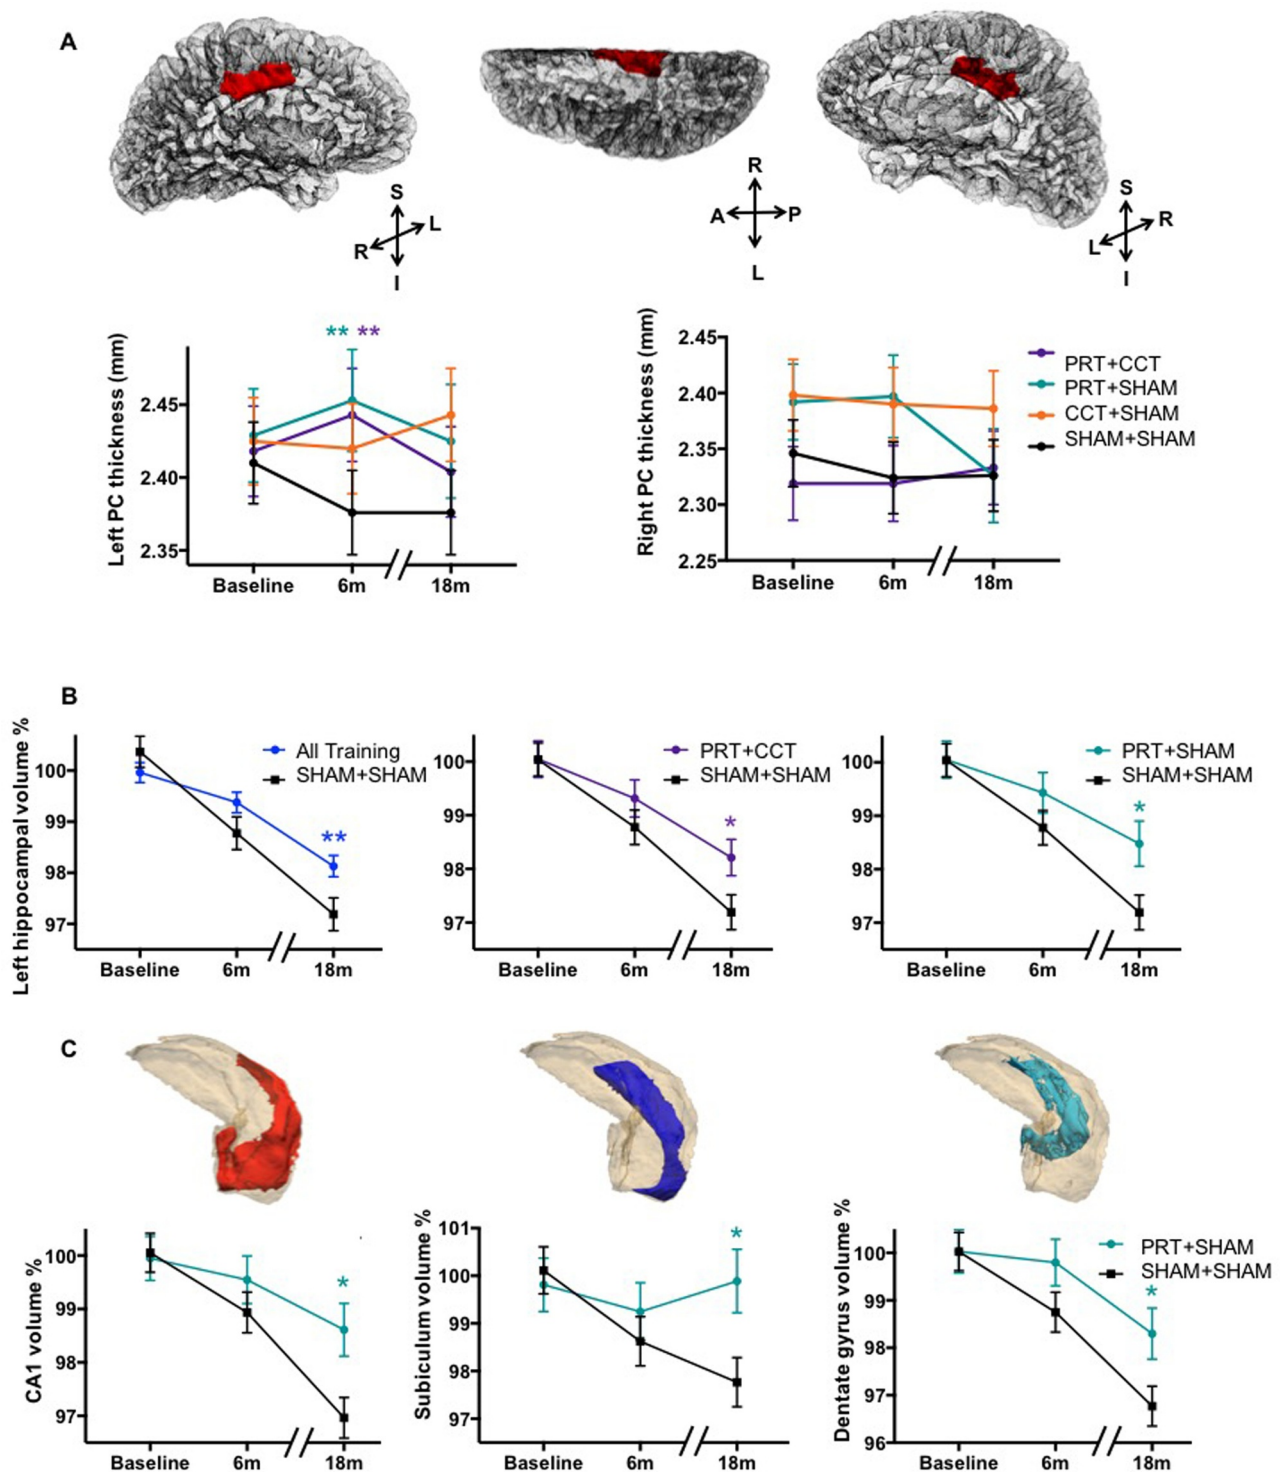 A
S
L
R
I
R
A
P
L
S
R
L
I
** **
Left PC thickness (mm)
2.45
2.40
2.35
Baseline 6m 18m
Right PC thickness (mm)
2.45
2.40
2.35
2.30
2.25
Baseline 6m 18m
PRT+CCT
PRT+SHAM
CCT+SHAM
SHAM+SHAM
B
Left hippocampal volume %
100
99
98
97
All Training
SHAM+SHAM
**
Baseline 6m 18m
100
99
98
97
PRT+CCT
SHAM+SHAM
*
Baseline 6m 18m
100
99
98
97
PRT+SHAM
SHAM+SHAM
*
Baseline 6m 18m
C
CA1 volume %
100
99
98
97
*
Baseline 6m 18m
Subiculum volume %
101
100
99
98
97
*
Baseline 6m 18m
Dentate gyrus volume %
100
99
98
97
96
PRT+SHAM
SHAM+SHAM
*
Baseline 6m 18m